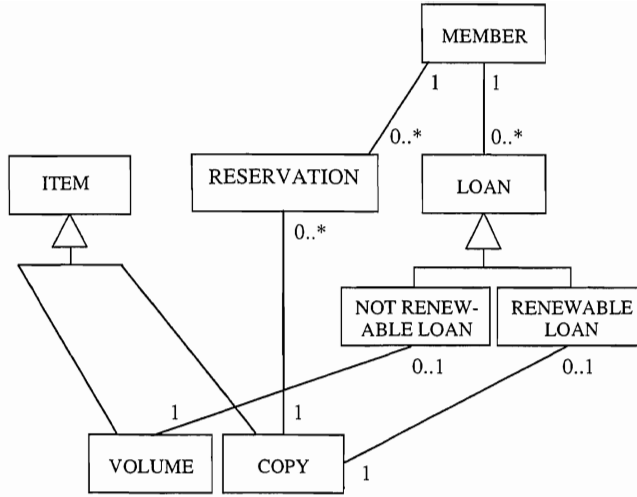 MEMBER
1
1
0..*
0..*
ITEM
RESERVATION
LOAN
0..*
NOT RENEW-
ABLE LOAN
RENEWABLE
LOAN
0..1
0..1
1
1
VOLUME
COPY
1